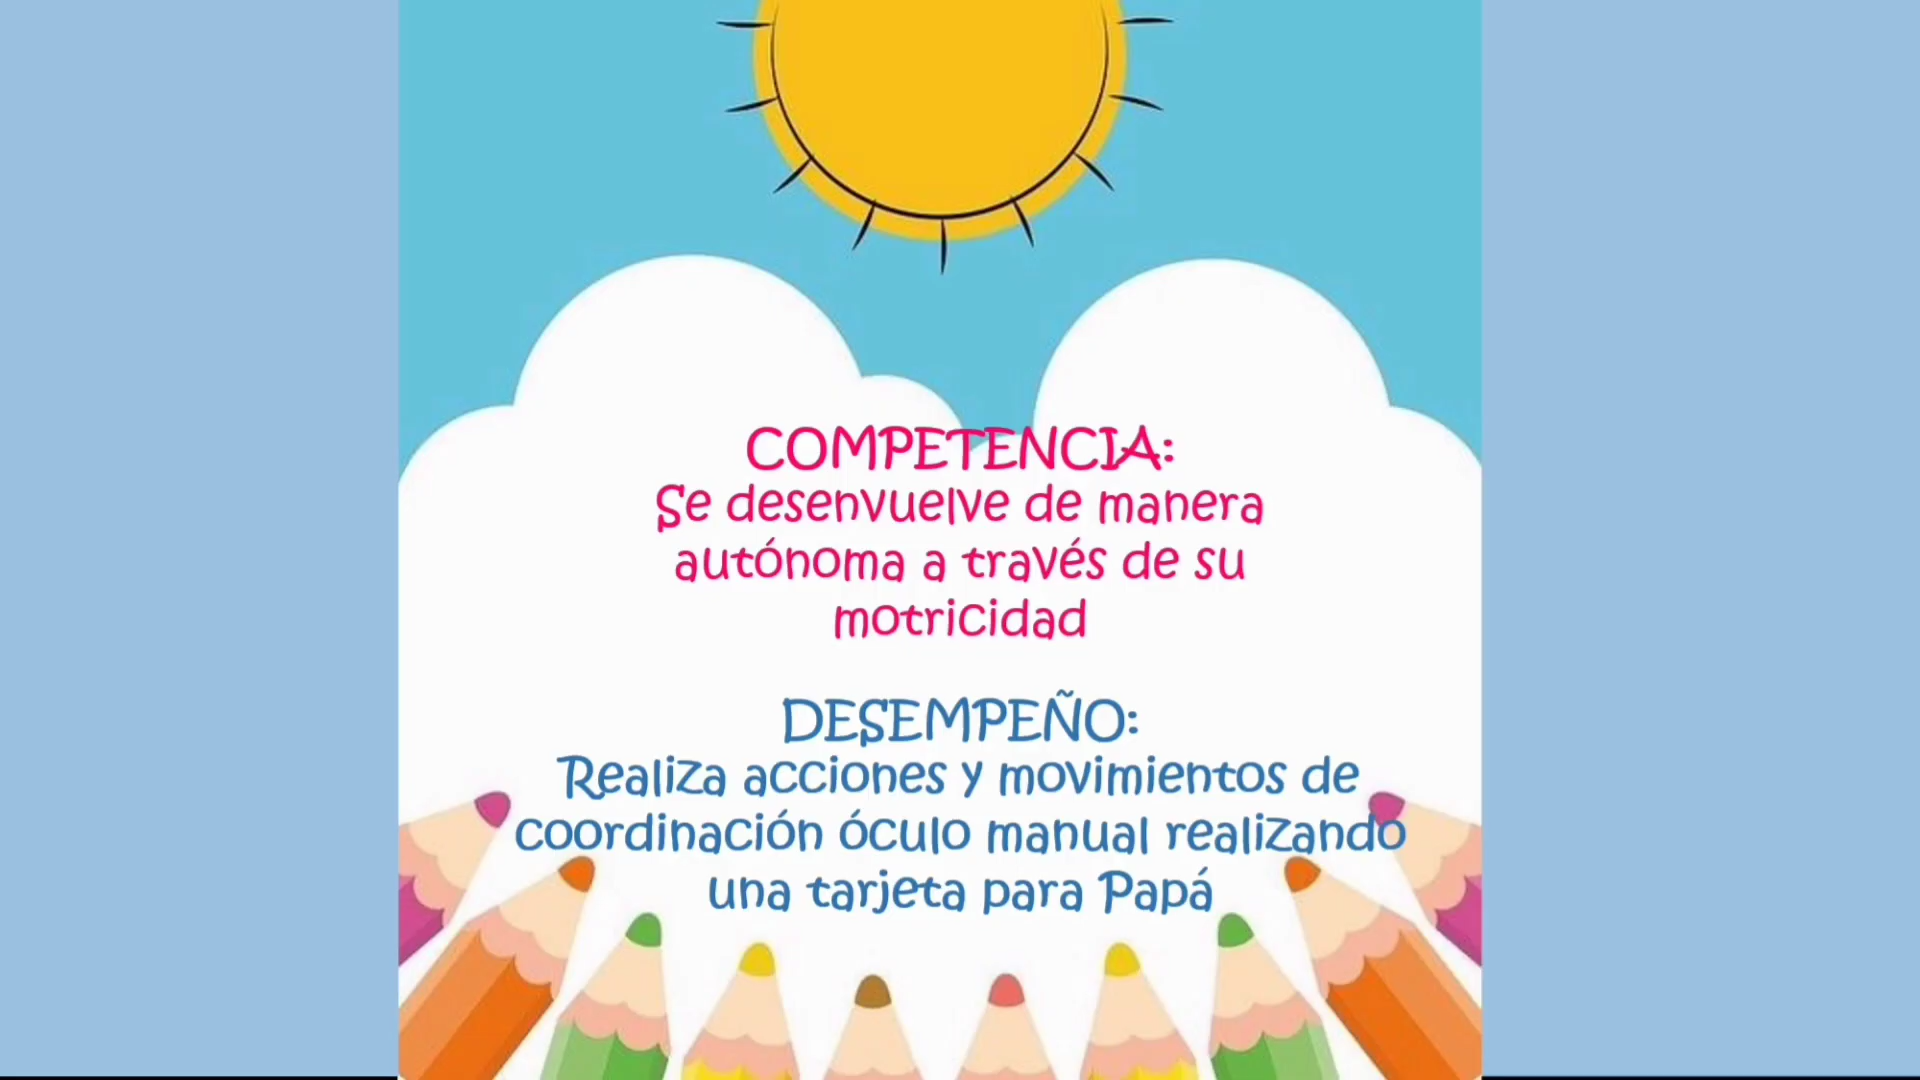 COMPETENCIA:
Se desenvuelve de manera
autónoma a través de su
motricidad
DESEMPEÑO:
Realiza acciones y movimientos de
coordinación óculo manual realizando
una tarjeta para Papá